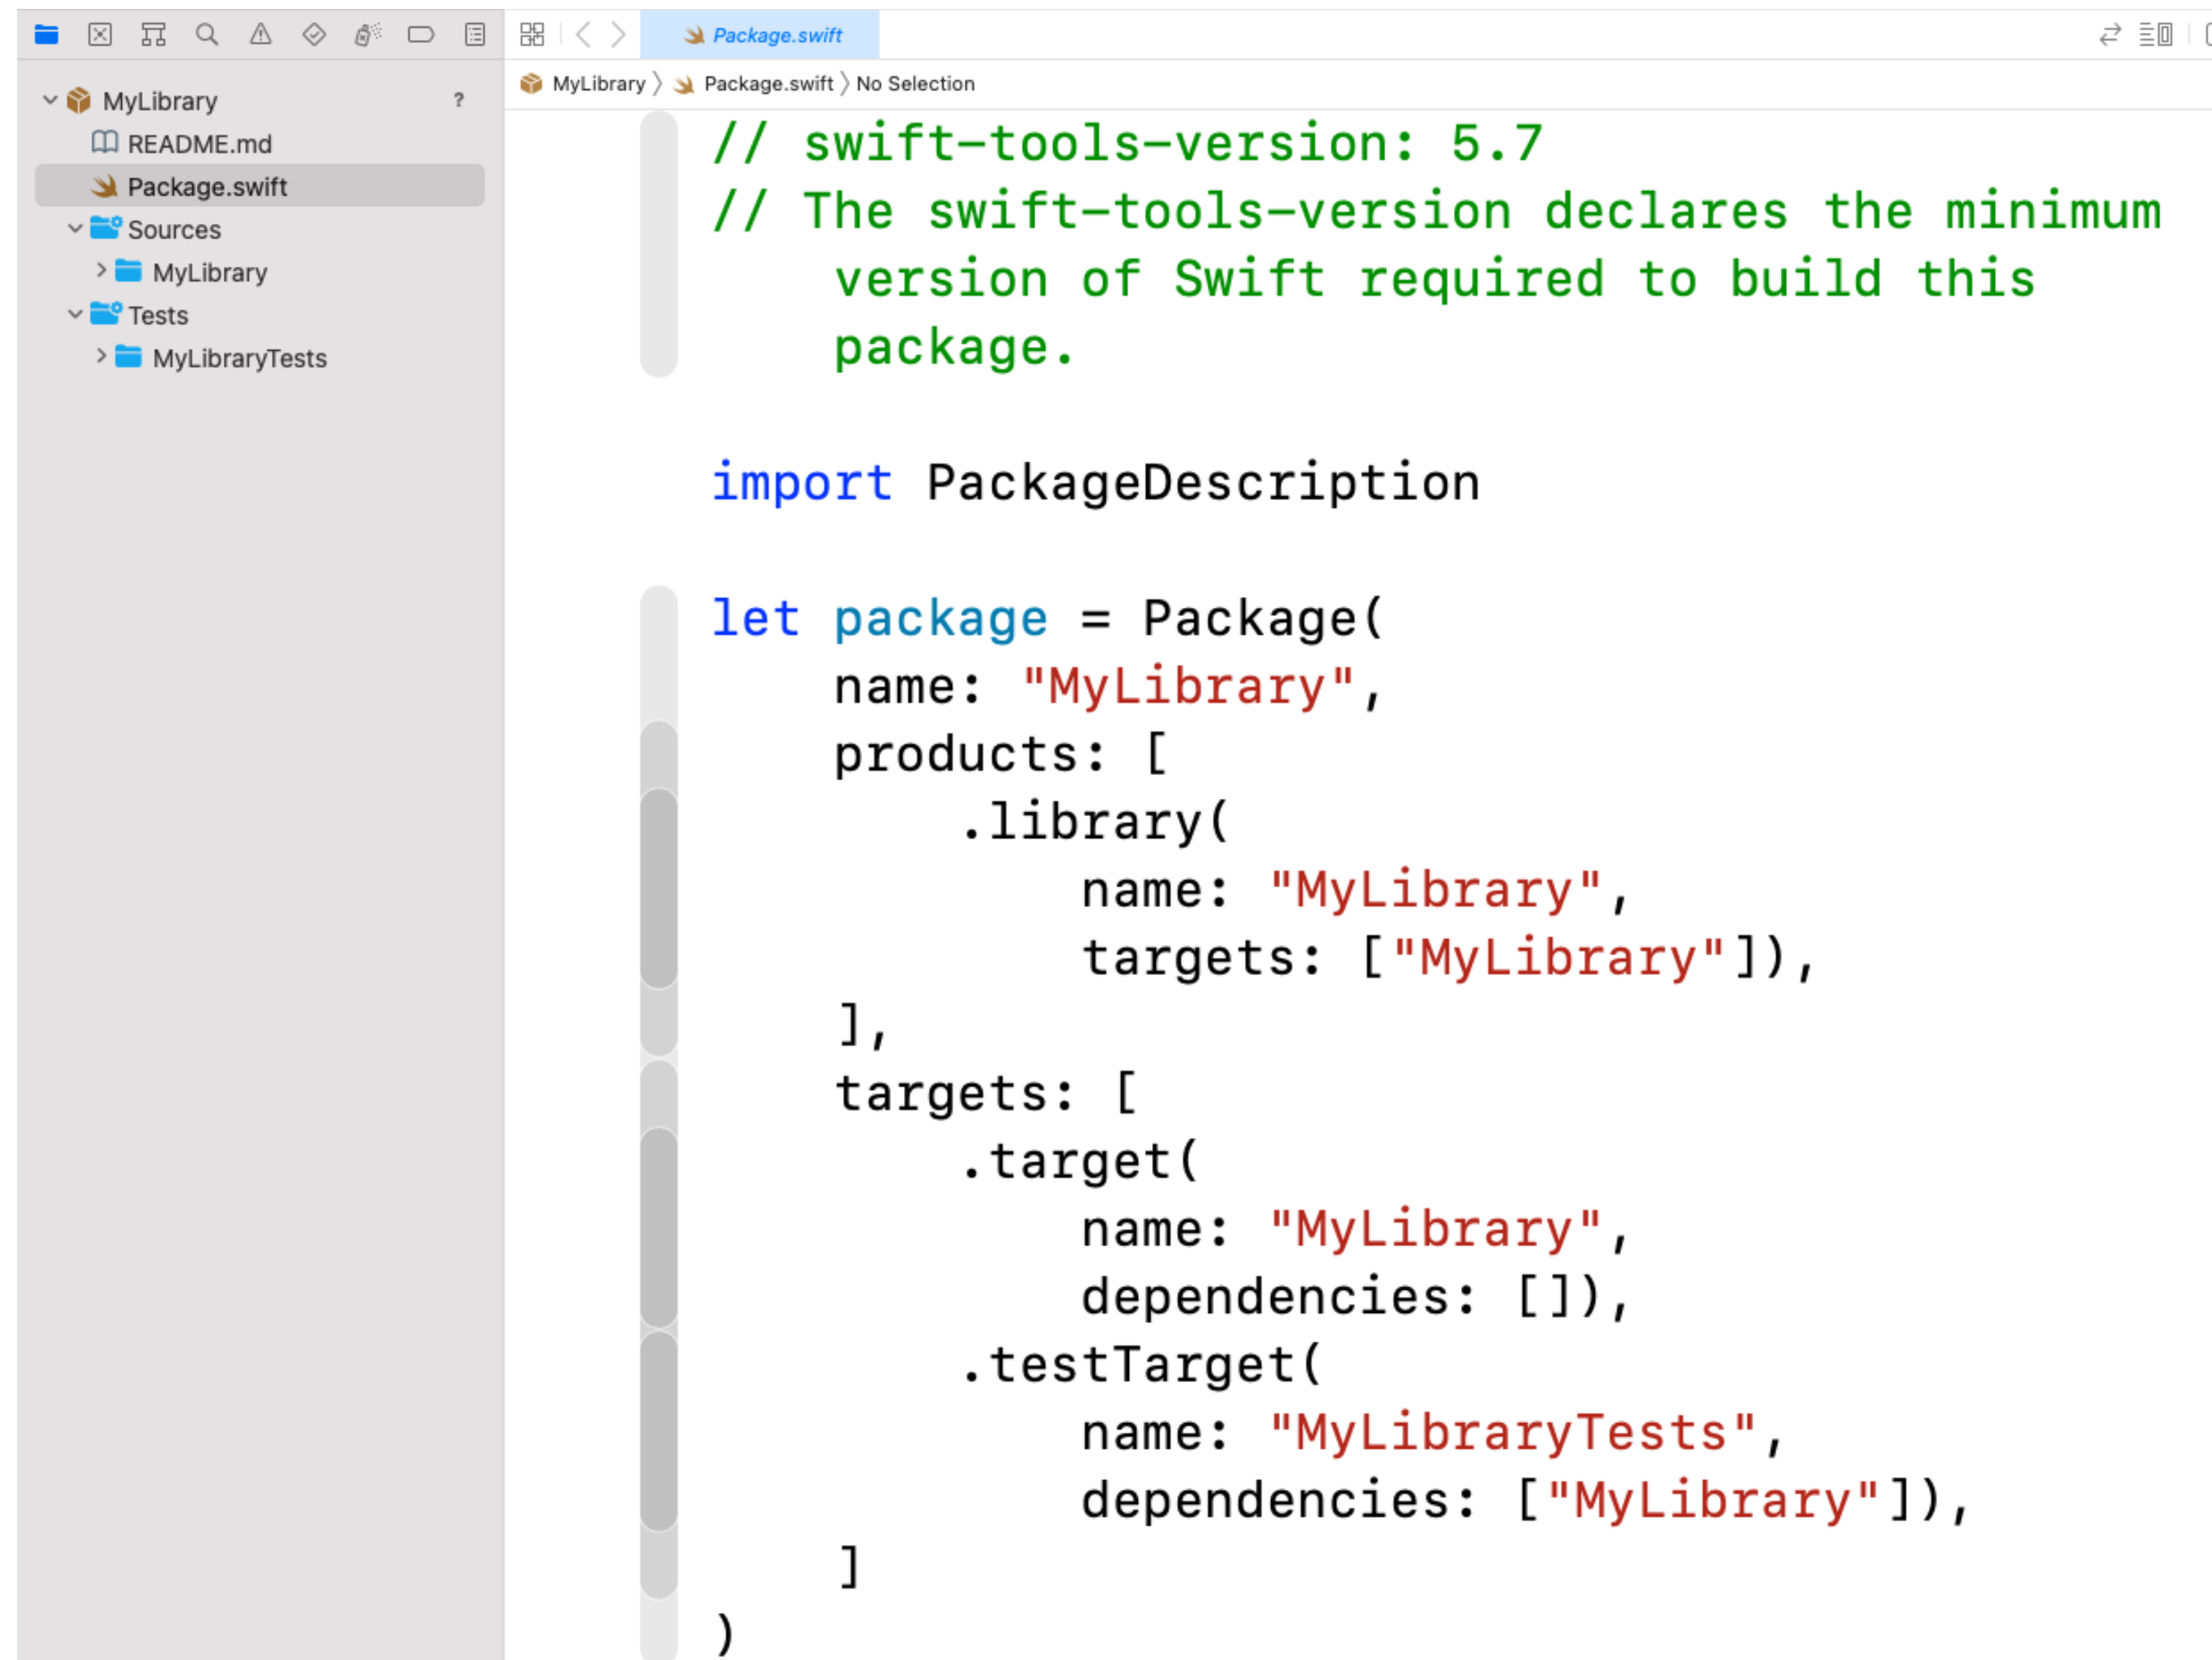 Package.swift
MyLibrary
?
README.md
Package.swift
Sources
MyLibrary
Tests
MyLibraryTests
MyLibrary 〉 Package.swift 〉 No Selection
// swift-tools-version: 5.7
// The swift-tools-version declares the minimum
version of Swift required to build this
package.
import PackageDescription
let package = Package(
name: "MyLibrary",
products: [
.library(
name: "MyLibrary",
targets: ["MyLibrary"]),
],
targets: [
.target(
name: "MyLibrary",
dependencies: []),
.testTarget(
name: "MyLibraryTests",
dependencies: ["MyLibrary"]),
]
)